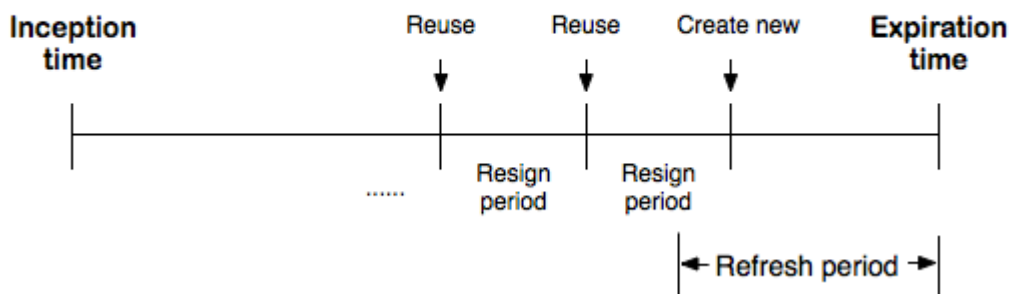 Inception
time
Reuse
Reuse
Create new
Expiration
time
......
Resign
period
Resign
period
Refresh period